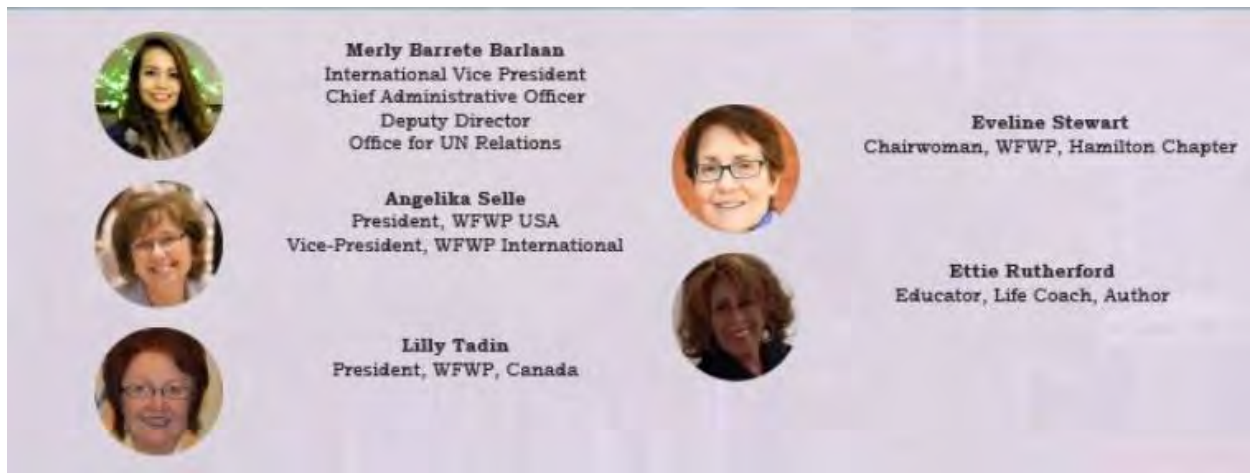 Merly Barrete Barlaan
International Vice President
Chief Administrative Officer
Deputy Director
Office for UN Relations
Angelika Selle
President, WFWP USA
Vice-President, WFWP International
Lilly Tadin
President, WFWP, Canada
Eveline Stewart
Chairwoman, WFWP, Hamilton Chapter
Ettie Rutherford
Educator, Life Coach, Author